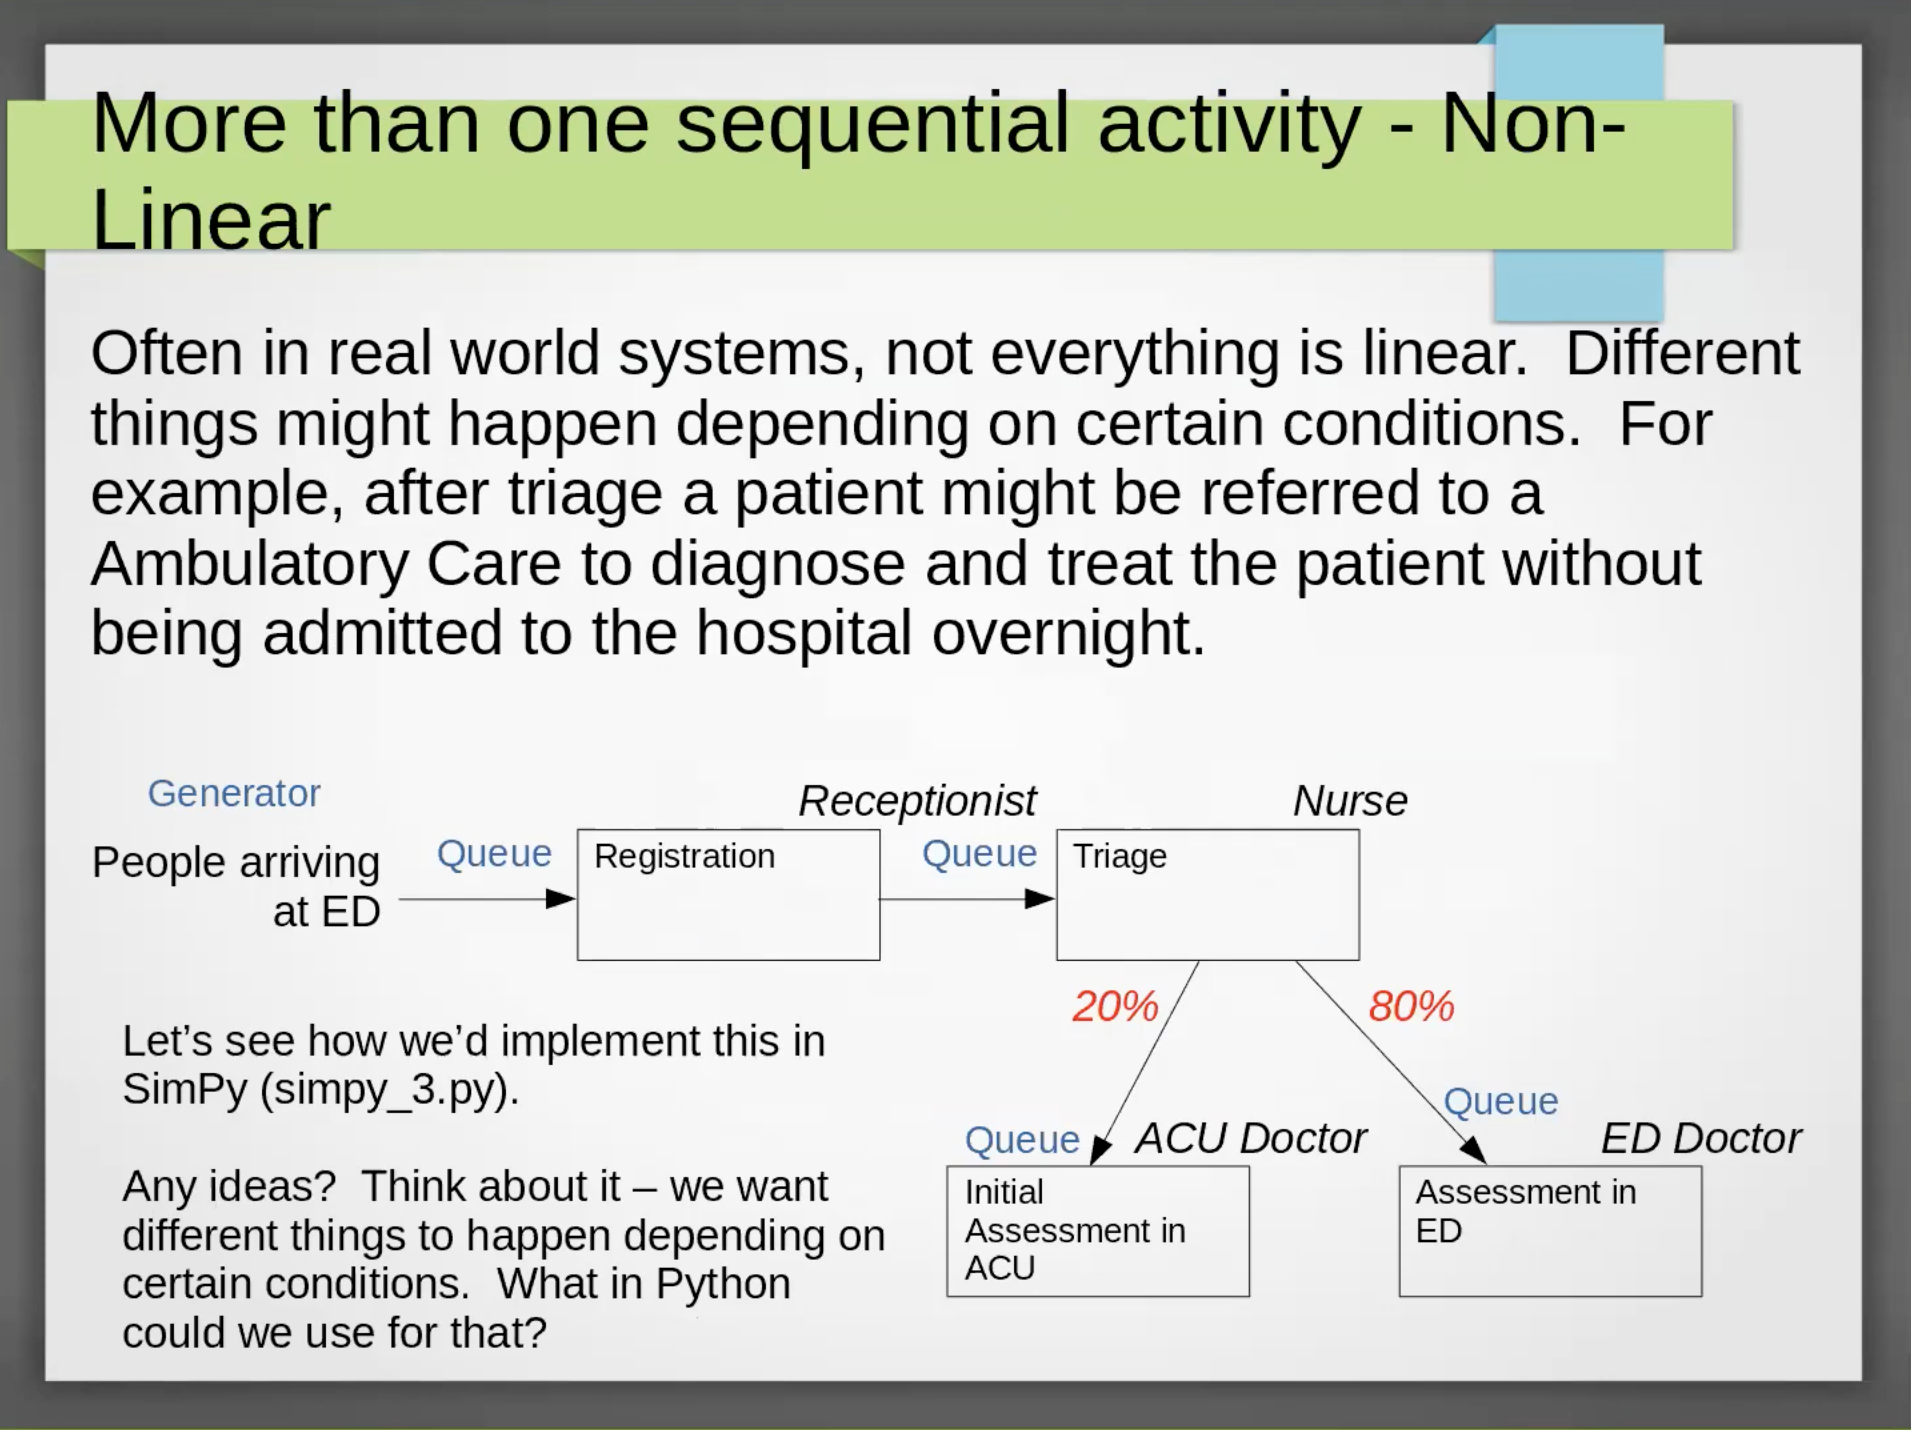 More than one sequential activity - Non-
Linear
Often in real world systems, not everything is linear.  Different
things might happen depending on certain conditions.  For
example, after triage a patient might be referred to a
Ambulatory Care to diagnose and treat the patient without
being admitted to the hospital overnight.
Generator
People arriving
at ED
Queue
Receptionist
Registration
Queue
Nurse
Triage
20%
80%
Let’s see how we’d implement this in
SimPy (simpy_3.py).
Any ideas?  Think about it – we want
different things to happen depending on
certain conditions.  What in Python
could we use for that?
Queue
ACU Doctor
Initial
Assessment in
ACU
Queue
ED Doctor
Assessment in
ED